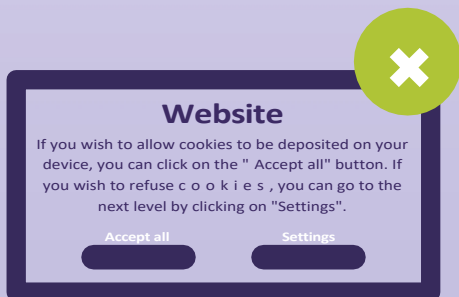 Website
If you wish to allow cookies to be deposited on your
device, you can click on the " Accept all" button. If
you wish to refuse c o o k i e s , you can go to the
next level by clicking on "Settings".
Accept all Settings